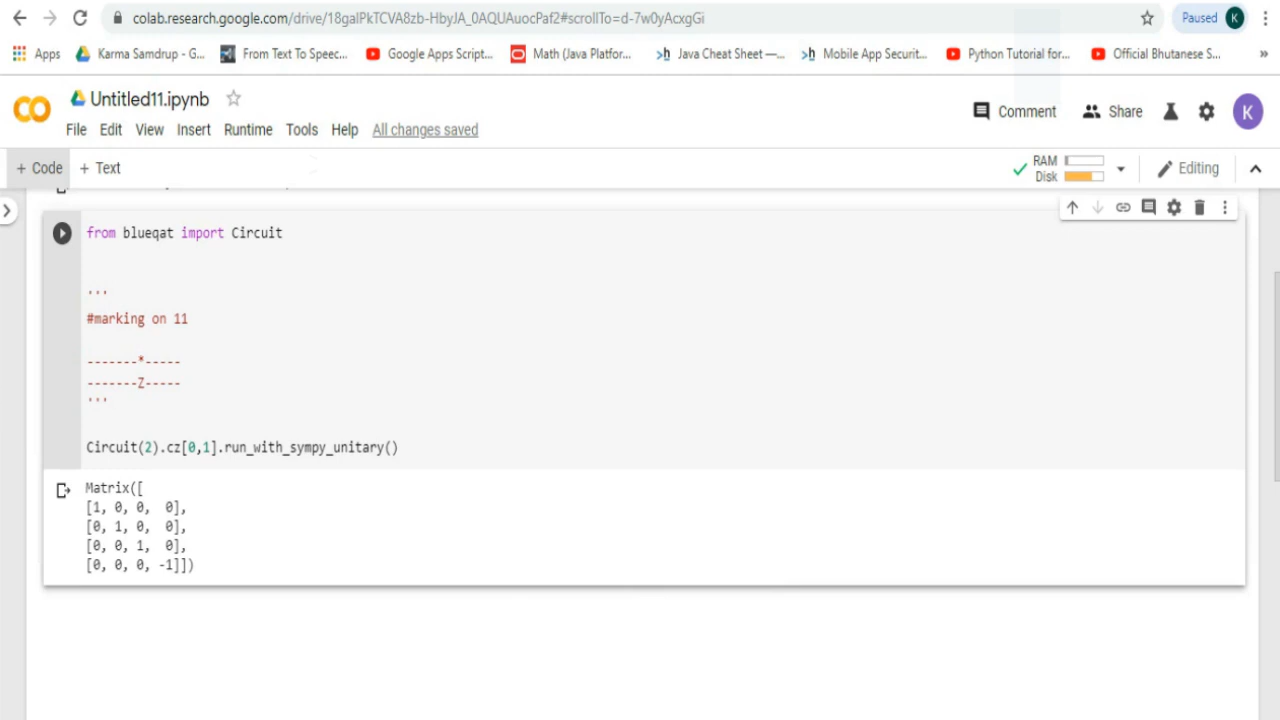 colab.research.google.com/drive/18galPkTCVA8zb-HbyJA_0AQUAuocPaf2#scrollTo=d-7w0yAcxgGi
Paused K
Apps Karma Samdrup - G... From Text To Speec... Google Apps Script... Math (Java Platfor... Java Cheat Sheet —... Mobile App Securit... Python Tutorial for... Official Bhutanese S... »
CO Untitled11.ipynb
Comment Share K
File Edit View Insert Runtime Tools Help All changes saved
+ Code + Text
RAM
Disk
Editing
from blueqat import Circuit
'''
#marking on 11
-------*-----
-------Z-----
'''
Circuit(2).cz[0,1].run_with_sympy_unitary()
Matrix([
[1, 0, 0,  0],
[0, 1, 0,  0],
[0, 0, 1,  0],
[0, 0, 0, -1]])